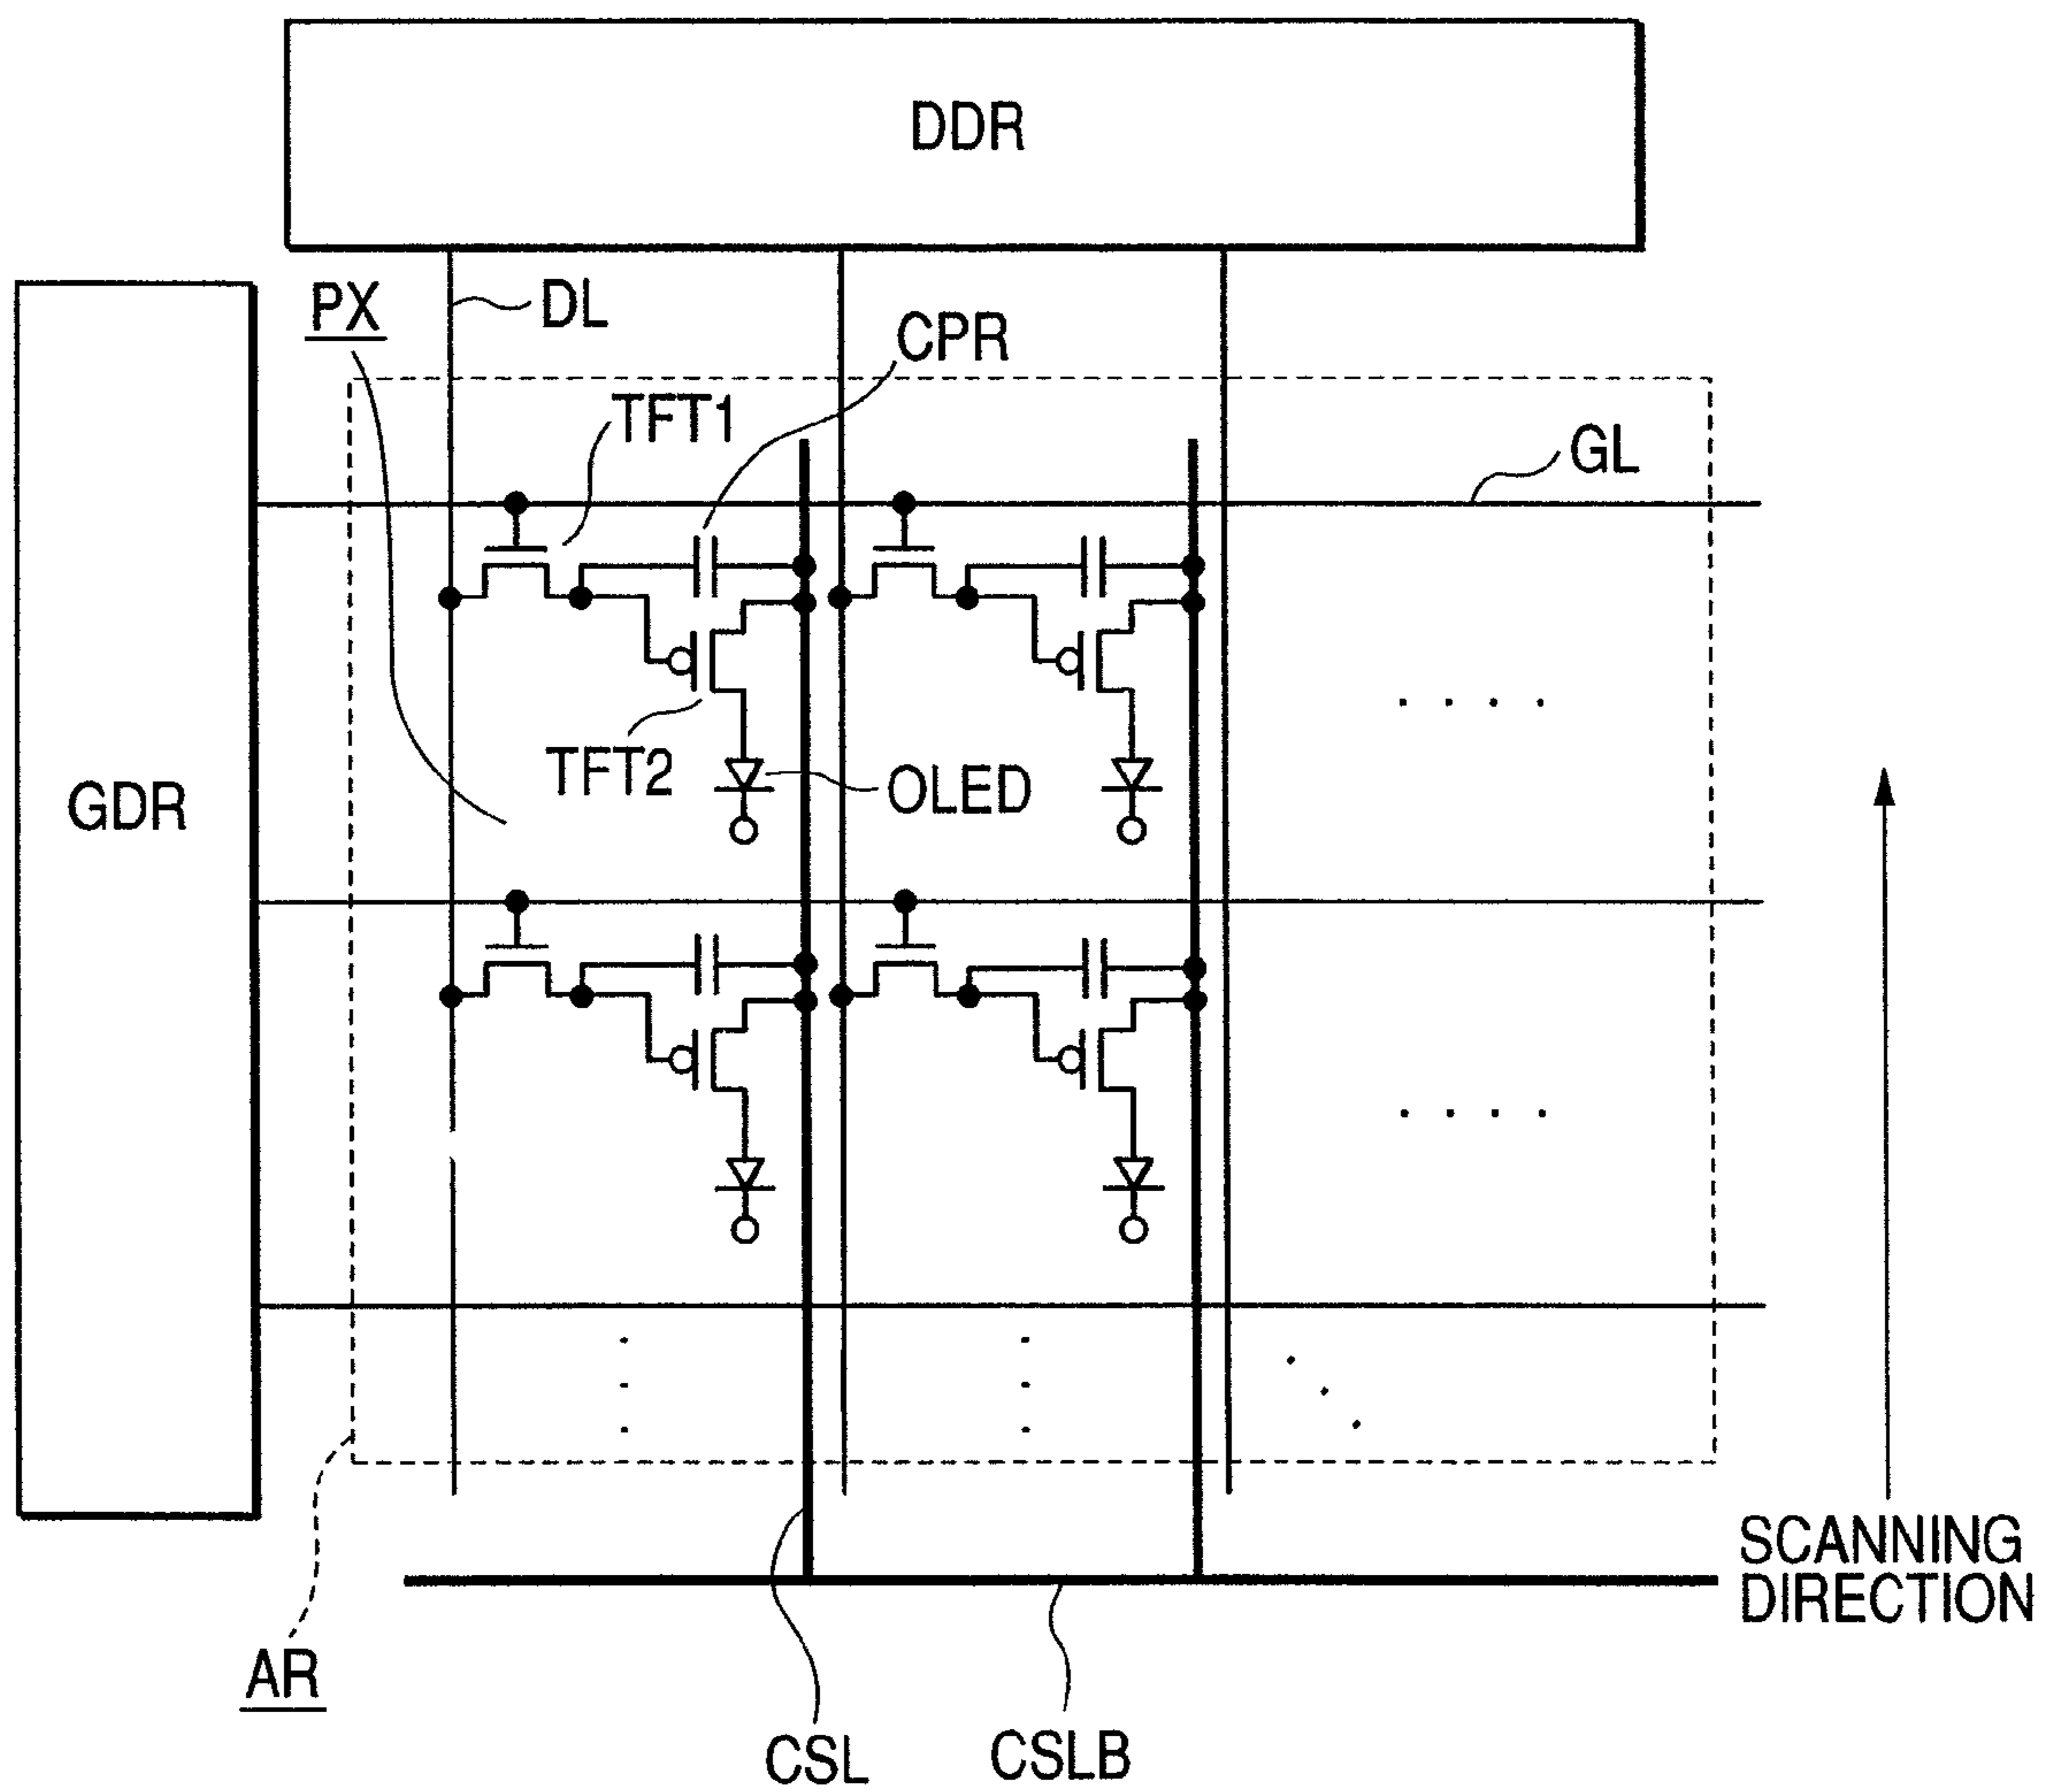 DDR
PX
DL
CPR
TFT1
GL
TFT2
OLED
GDR
SCANNING
DIRECTION
AR
CSL
CSLB